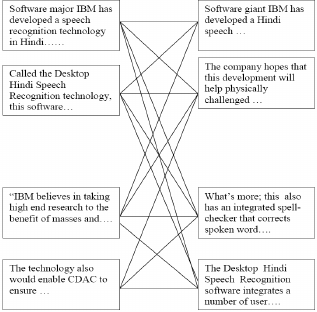 Software major IBM has
developed a speech
recognition technology
in Hindi……
Called the Desktop
Hindi Speech
Recognition technology,
this software…
“IBM believes in taking
high end research to the
benefit of masses and….
The technology also
would enable CDAC to
ensure …
Software giant IBM has
developed a Hindi
speech …
The company hopes that
this development will
help physically
challenged …
What’s more; this also
has an integrated spell-
checker that corrects
spoken word….
The Desktop Hindi
Speech Recognition
software integrates a
number of user….